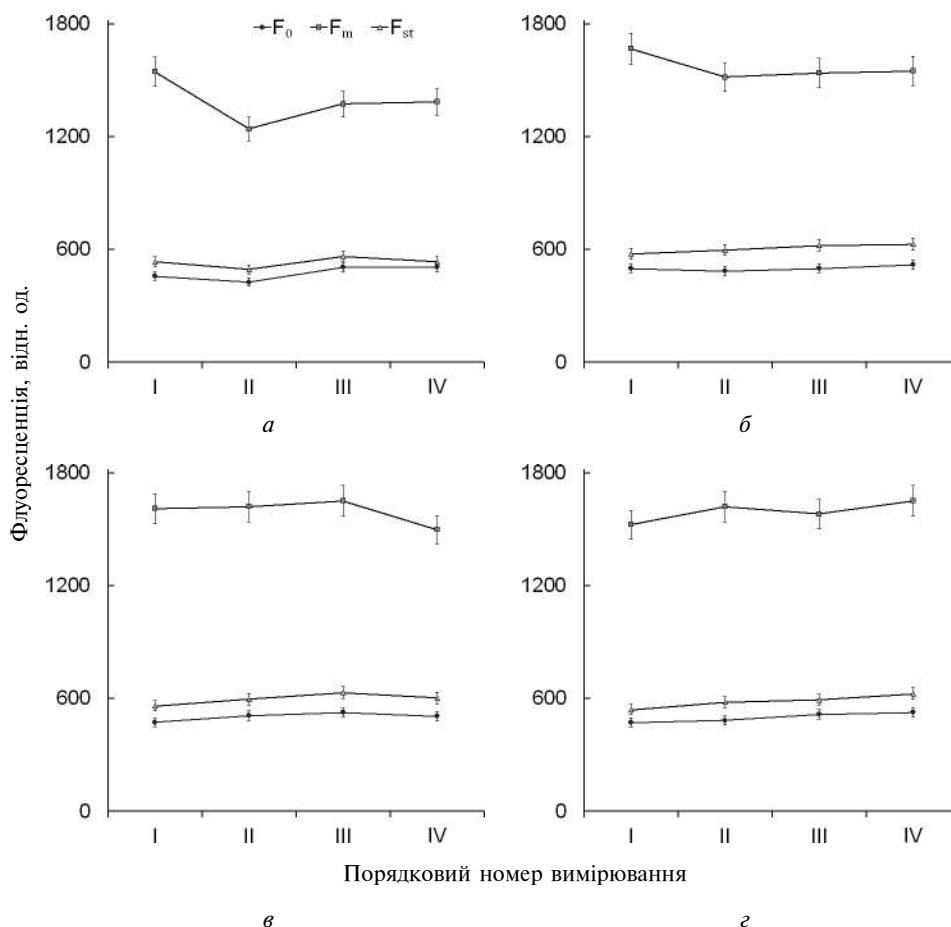 1800
F0 Fm Fst
1200
600
0
I II III IV
а
1800
1200
600
0
I II III IV
б
Флуоресценція, відн. од.
1800
1200
600
0
I II III IV
1800
1200
600
0
I II III IV
Порядковий номер вимірювання
в г